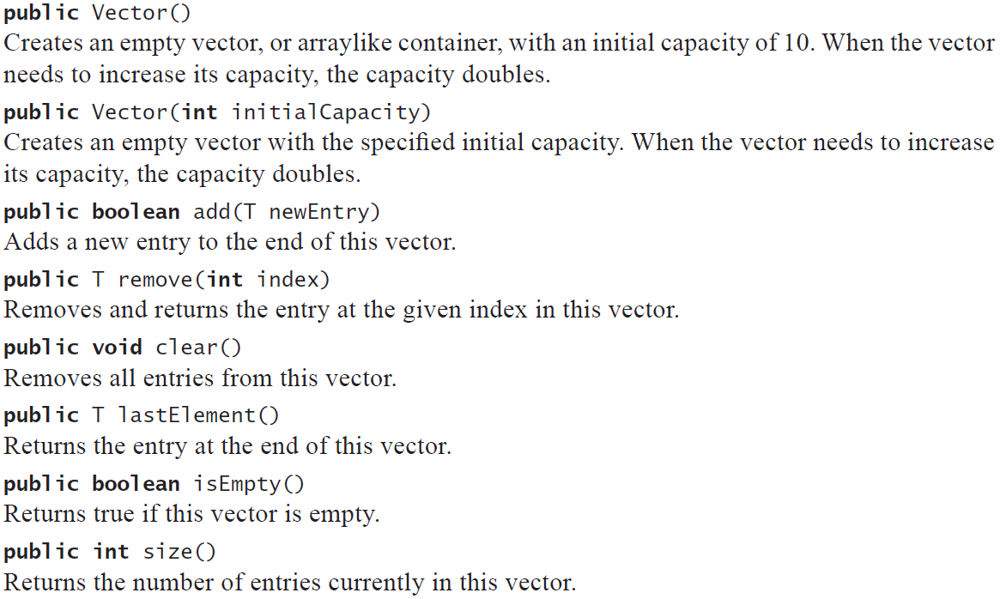 public Vector()
Creates an empty vector, or arraylike container, with an initial capacity of 10. When the vector
needs to increase its capacity, the capacity doubles.
public Vector(int initialCapacity)
Creates an empty vector with the specified initial capacity. When the vector needs to increase
its capacity, the capacity doubles.
public boolean add(T newEntry)
Adds a new entry to the end of this vector.
public T remove(int index)
Removes and returns the entry at the given index in this vector.
public void clear()
Removes all entries from this vector.
public T lastElement()
Returns the entry at the end of this vector.
public boolean isEmpty()
Returns true if this vector is empty.
public int size()
Returns the number of entries currently in this vector.